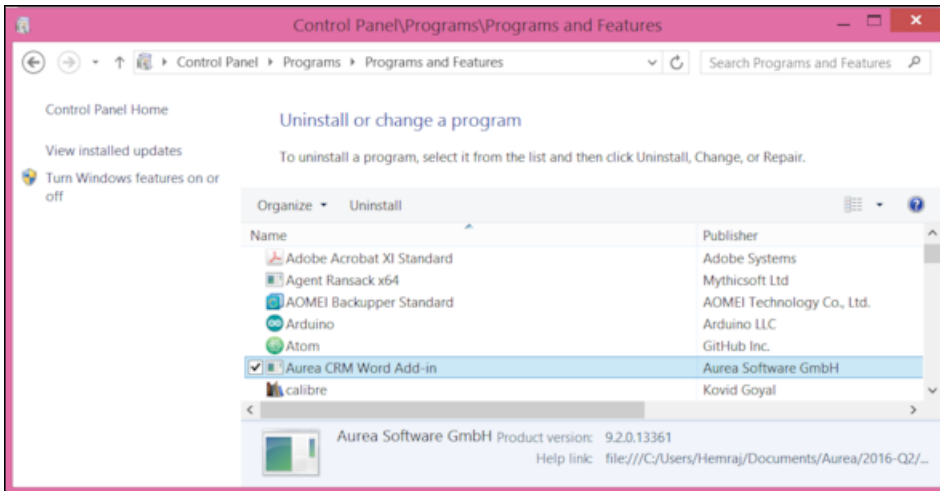 Control Panel\Programs\Programs and Features
Control Panel Programs Programs and Features
Search Programs and Features
Control Panel Home
View installed updates
Turn Windows features on or
off
Uninstall or change a program
To uninstall a program, select it from the list and then click Uninstall, Change, or Repair.
Organize Uninstall
Name Publisher
Adobe Acrobat XI Standard Adobe Systems
Agent Ransack x64 Mythicsoft Ltd
AOMEI Backupper Standard AOMEI Technology Co., Ltd.
Arduino Arduino LLC
Atom GitHub Inc.
Aurea CRM Word Add-in Aurea Software GmbH
calibre Kovid Goyal
Aurea Software GmbH Product version: 9.2.0.13361
Help link: file:///C:/Users/Hemraj/Documents/Aurea/2016-Q2/...